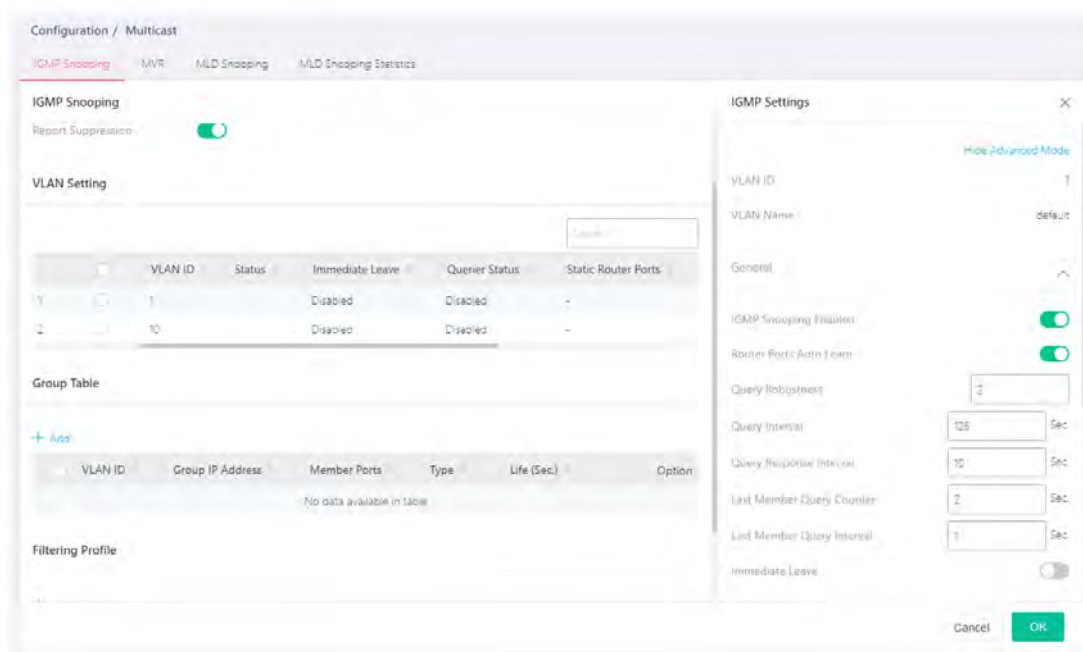 Configuration / Multicast
IGMP Snooping MVR MLD Snooping MLD Snooping Statistics
IGMP Snooping
Report Suppression
VLAN Setting
VLAN ID Status Immediate Leave Querier Status Static Router Ports
1 1 Disabled Disabled -
2 10 Disabled Disabled -
Group Table
+ Add
VLAN ID Group IP Address Member Ports Type Life (Sec.) Option
No data available in table
Filtering Profile
IGMP Settings
Hide Advanced Mode
VLAN ID 1
VLAN Name default
General
IGMP Snooping Enabled
Router Ports Auto Learn
Query Robustness 2
Query Interval 125 Sec.
Query Response Interval 10 Sec.
Last Member Query Counter 2 Sec.
Last Member Query Interval 1 Sec.
Immediate Leave
Cancel OK